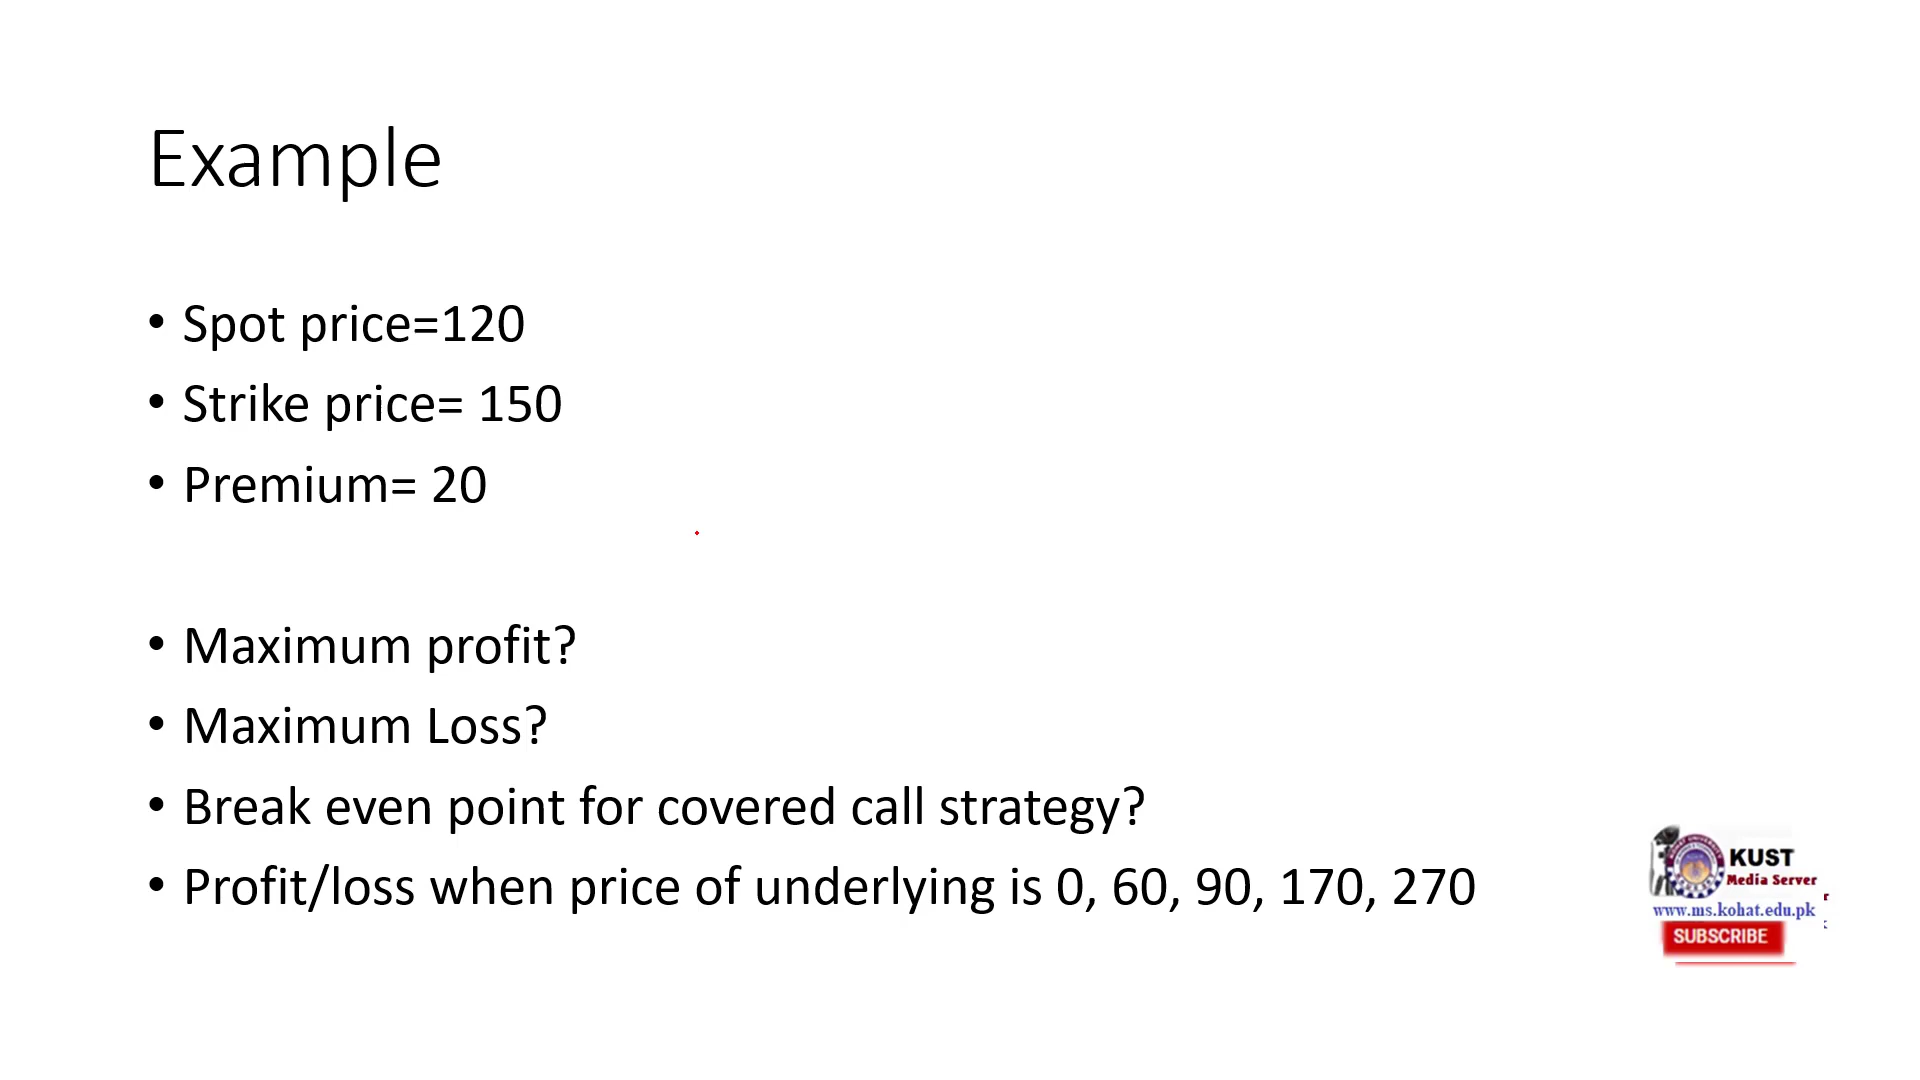 Example
• Spot price=120
• Strike price= 150
• Premium= 20
• Maximum profit?
• Maximum Loss?
• Break even point for covered call strategy?
• Profit/loss when price of underlying is 0, 60, 90, 170, 270
KUST
Media Server
www.ms.kohat.edu.pk
SUBSCRIBE